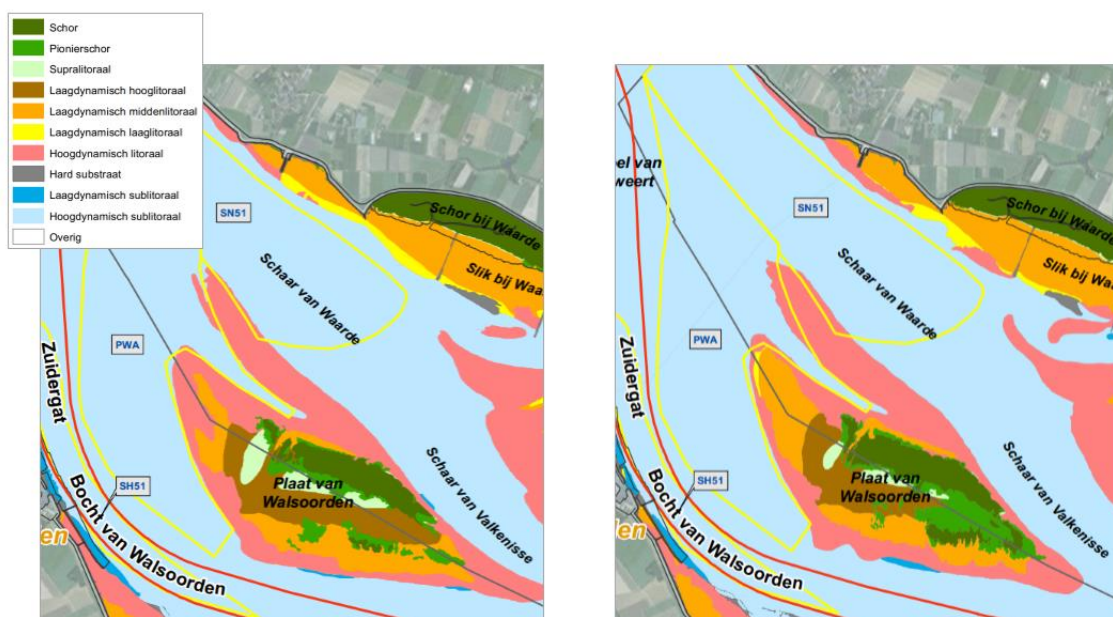 Schor
Pionierschor
Supralitoraal
Laagdynamisch hooglitoraal
Laagdynamisch middenlitoraal
Laagdynamisch laaglitoraal
Hoogdynamisch litoraal
Hard substraat
Laagdynamisch sublitoraal
Hoogdynamisch sublitoraal
Overig
SN51
Schor bij Waarde
Slik bij Waa
Schaar van Waarde
PWA
Zuidergat
Schaar van Valkenisse
Plaat van
Walsoorden
SH51
Bocht van Walsoorden
en
el van
weert
SN51
Schor bij Waarde
Slik bij Waa
Schaar van Waarde
PWA
Zuidergat
Schaar van Valkenisse
Plaat van
Walsoorden
SH51
Bocht van Walsoorden
en